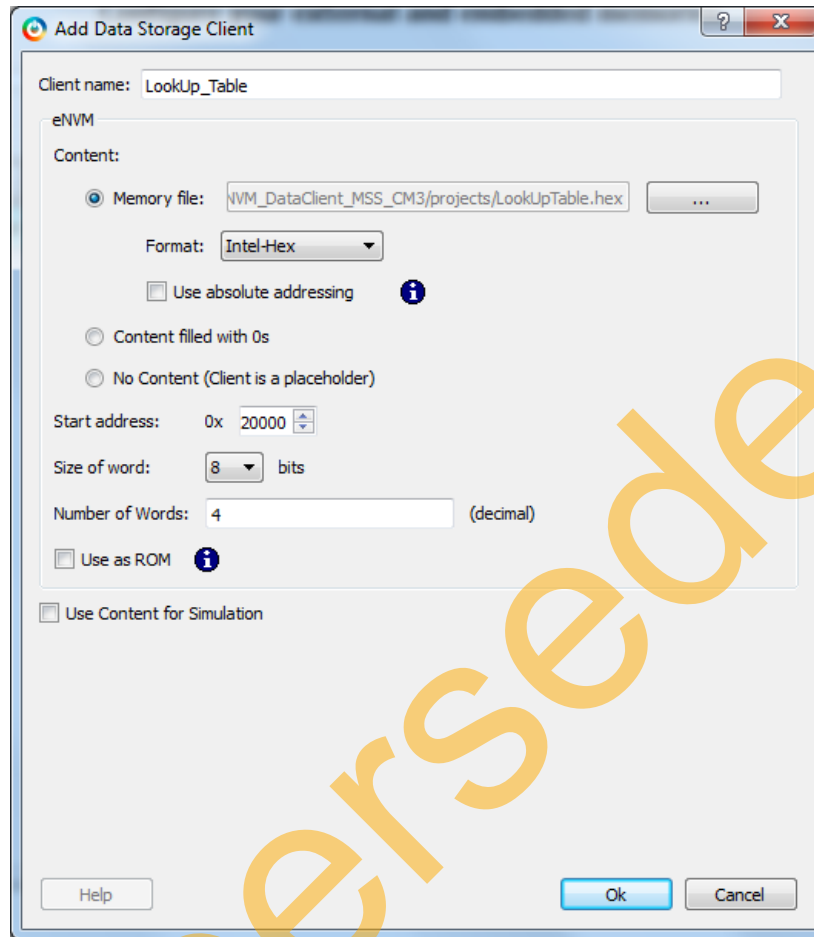 Add Data Storage Client
Client name: LookUp_Table
eNVM
Content:
Memory file: NVM_DataClient_MSS_CM3/projects/LookUpTable.hex ...
Format: Intel-Hex
Use absolute addressing
Content filled with 0s
No Content (Client is a placeholder)
Start address: 0x 20000
Size of word: 8 bits
Number of Words: 4 (decimal)
Use as ROM
Use Content for Simulation
Help Ok Cancel
ersede